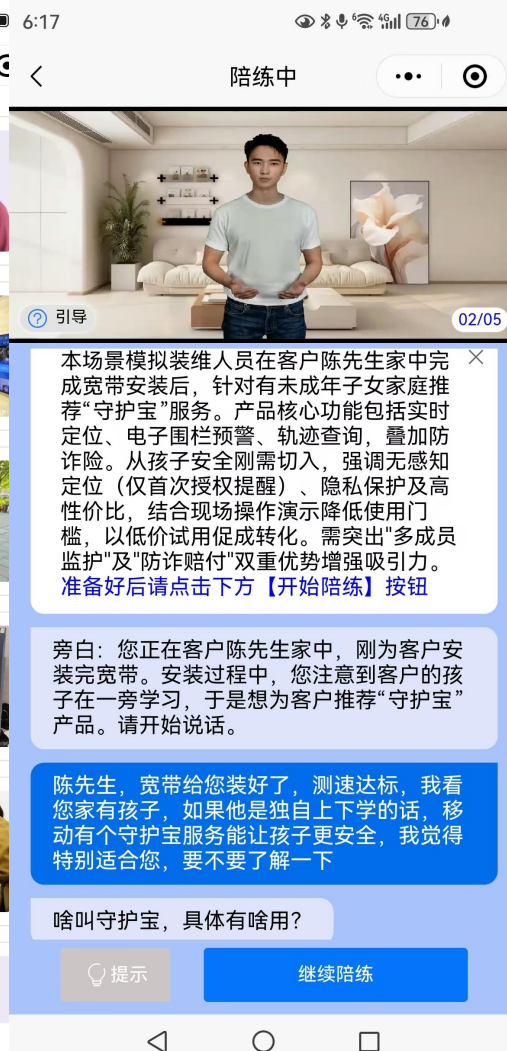 6:17
6
4G
76
陪练中
引导
02/05
本场景模拟装维人员在客户陈先生家中完
成宽带安装后，针对有未成年子女家庭推
荐“守护宝”服务。产品核心功能包括实时
定位、电子围栏预警、轨迹查询，叠加防
诈险。从孩子安全刚需切入，强调无感知
定位（仅首次授权提醒）、隐私保护及高
性价比，结合现场操作演示降低使用门
槛，以低价试用促成转化。需突出"多成员
监护"及"防诈赔付"双重优势增强吸引力。
准备好后请点击下方【开始陪练】按钮
旁白：您正在客户陈先生家中，刚为客户安
装完宽带。安装过程中，您注意到客户的孩
子在一旁学习，于是想为客户推荐“守护宝”
产品。请开始说话。
陈先生，宽带给您装好了，测速达标，我看
您家有孩子，如果他是独自上下学的话，移
动有个守护宝服务能让孩子更安全，我觉得
特别适合您，要不要了解一下
啥叫守护宝，具体有啥用？
提示
继续陪练